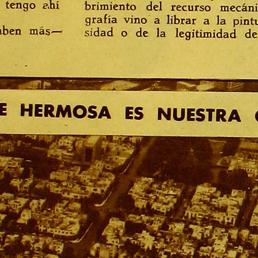 tengo ahí
aben más—
brimiento del recurso mecáni
grafía vino a librar a la pintu
sidad o de la legitimidad de
E HERMOSA ES NUESTRA